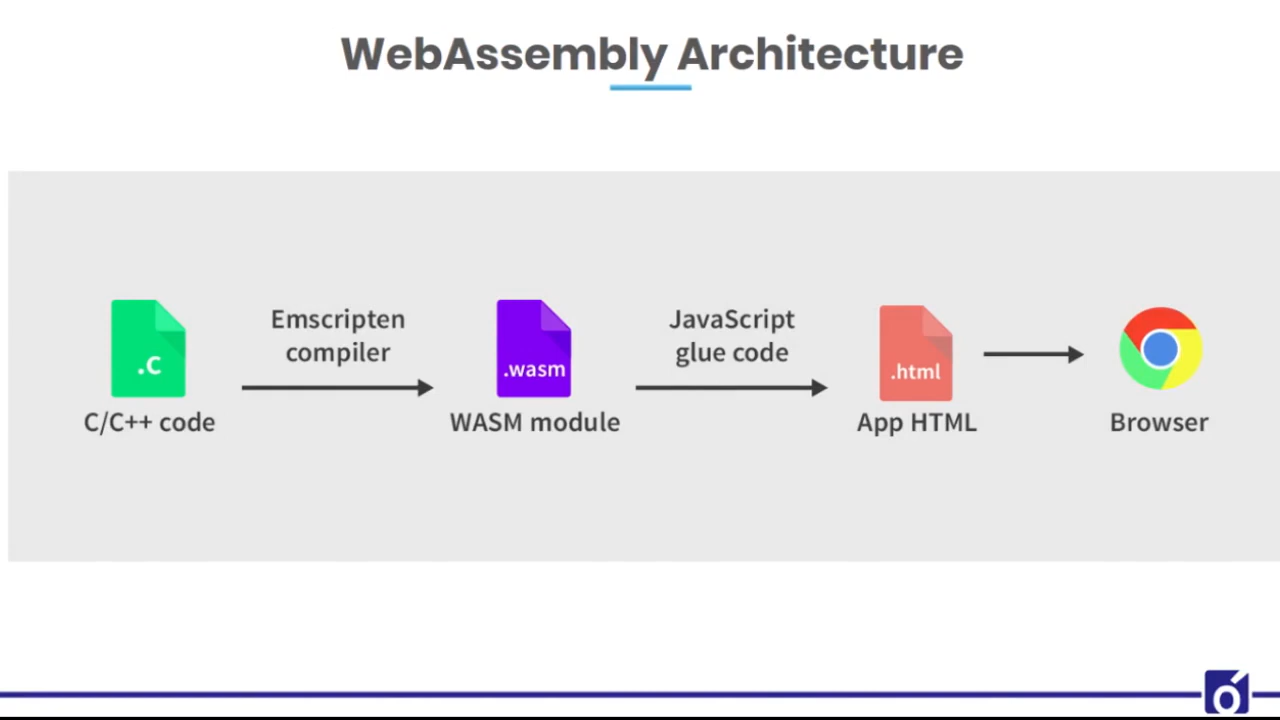 WebAssembly Architecture
Emscripten
compiler
JavaScript
glue code
.c
.wasm
.html
C/C++ code
WASM module
App HTML
Browser